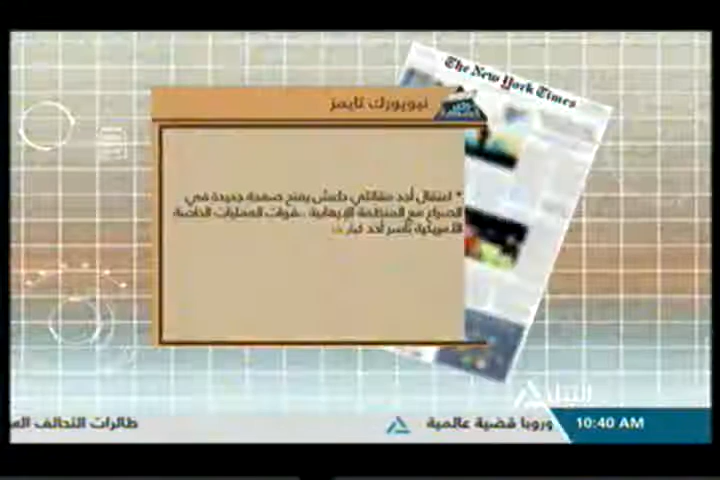 The New York Times
نيويورك تايمز
* اعتقال أحد مقاتلي داعش يفتح صفحة جديدة في
الصراع مع المنظمة الإرهابية ..قوات العمليات الخاصة
الأمريكية تأسر أحد
النيل
10:40 AM
وروبا قضية عالمية
طائرات التحالف